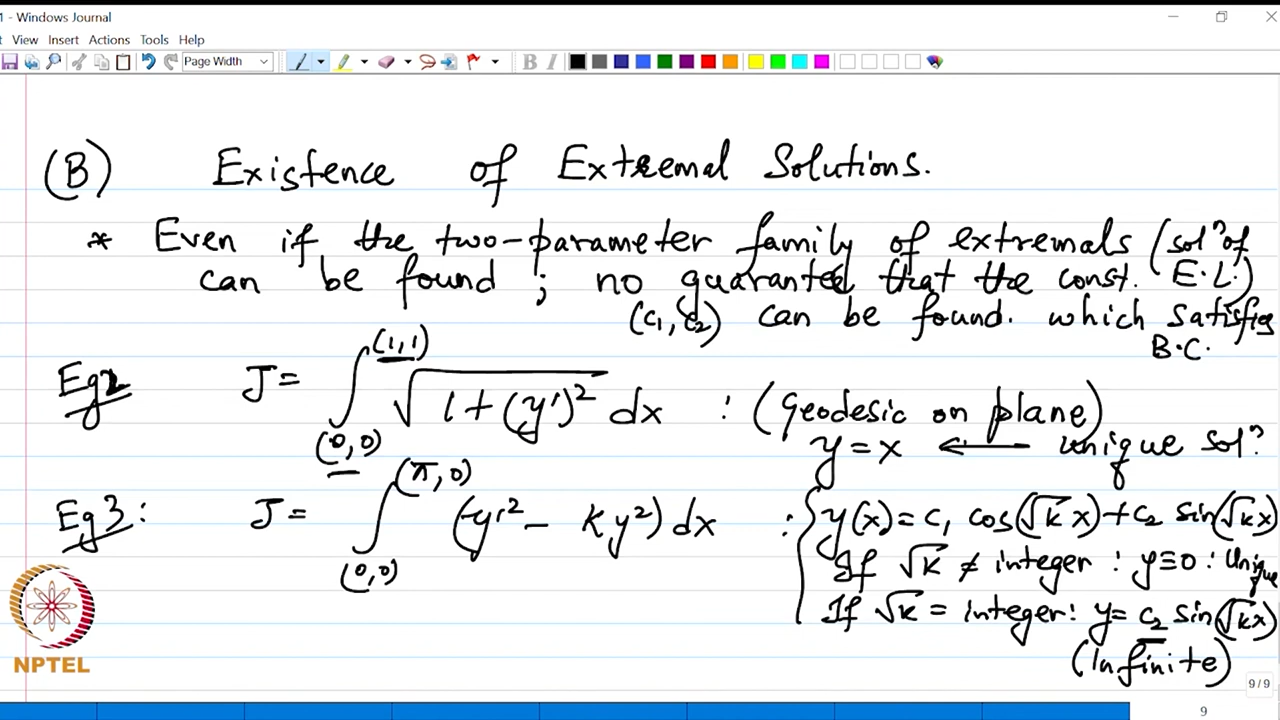 1 - Windows Journal
t View Insert Actions Tools Help
Page Width
B I
(B) Existence of Extremal Solutions.
* Even if the two-parameter family of extremals (solⁿ of E.L.)
can be found ; no guarantee that the const.
(c₁, c₂) can be found. which satisfies
B.C.
Eg2 J = ∫_(0,0)^(1,1) √(1+(y')²) dx : (Geodesic on plane)
y = x ⟵ Unique solⁿ
Eg3: J = ∫_(0,0)^(π,0) (y'² - Ky²) dx : { y(x) = c₁ cos(√K x) + c₂ sin(√K x)
If √K ≠ integer : y≡0 : Unique
If √K = integer : y = c₂ sin(√K x)
(Infinite)
NPTEL
9/9
9